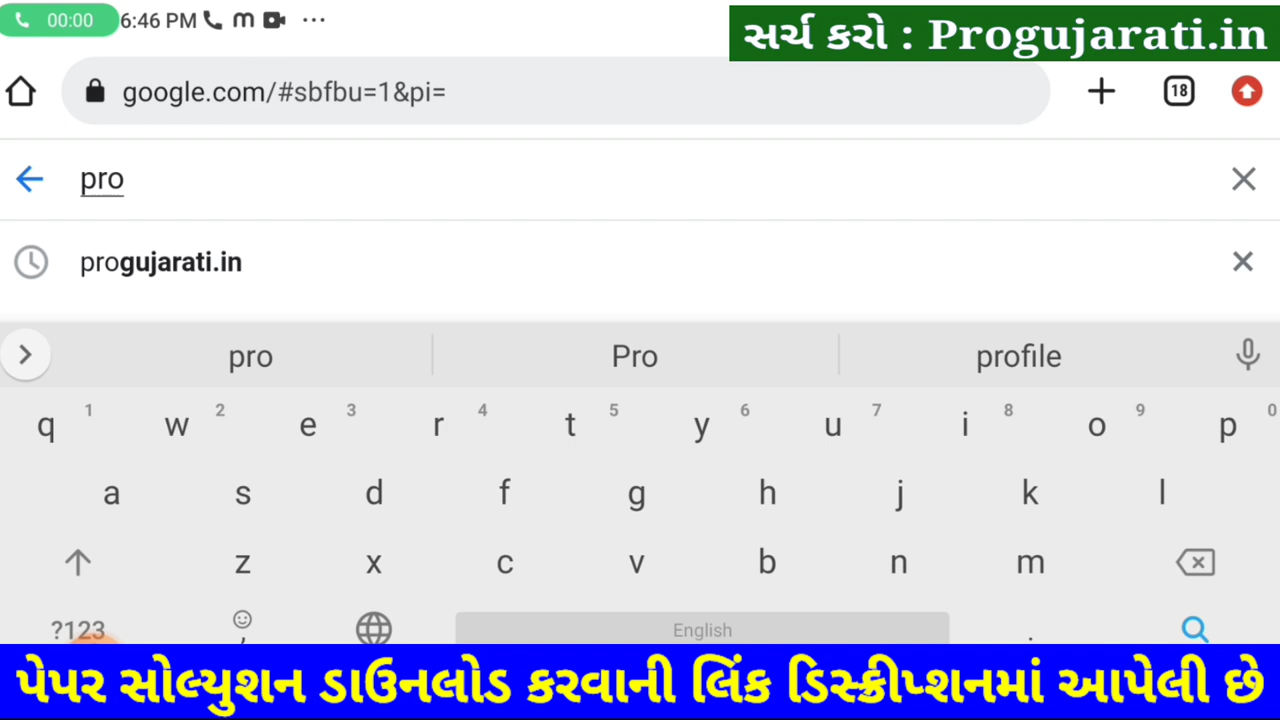 00:00 6:46 PM m ...
સર્ચ કરો : Progujarati.in
google.com/#sbfbu=1&pi=
18
pro
progujarati.in
pro Pro profile
q 1 w 2 e 3 r 4 t 5 y 6 u 7 i 8 o 9 p 0
a s d f g h j k l
z x c v b n m
?123 , English .
પેપર સોલ્યુશન ડાઉનલોડ કરવાની લિંક ડિસ્ક્રીપ્શનમાં આપેલી છે